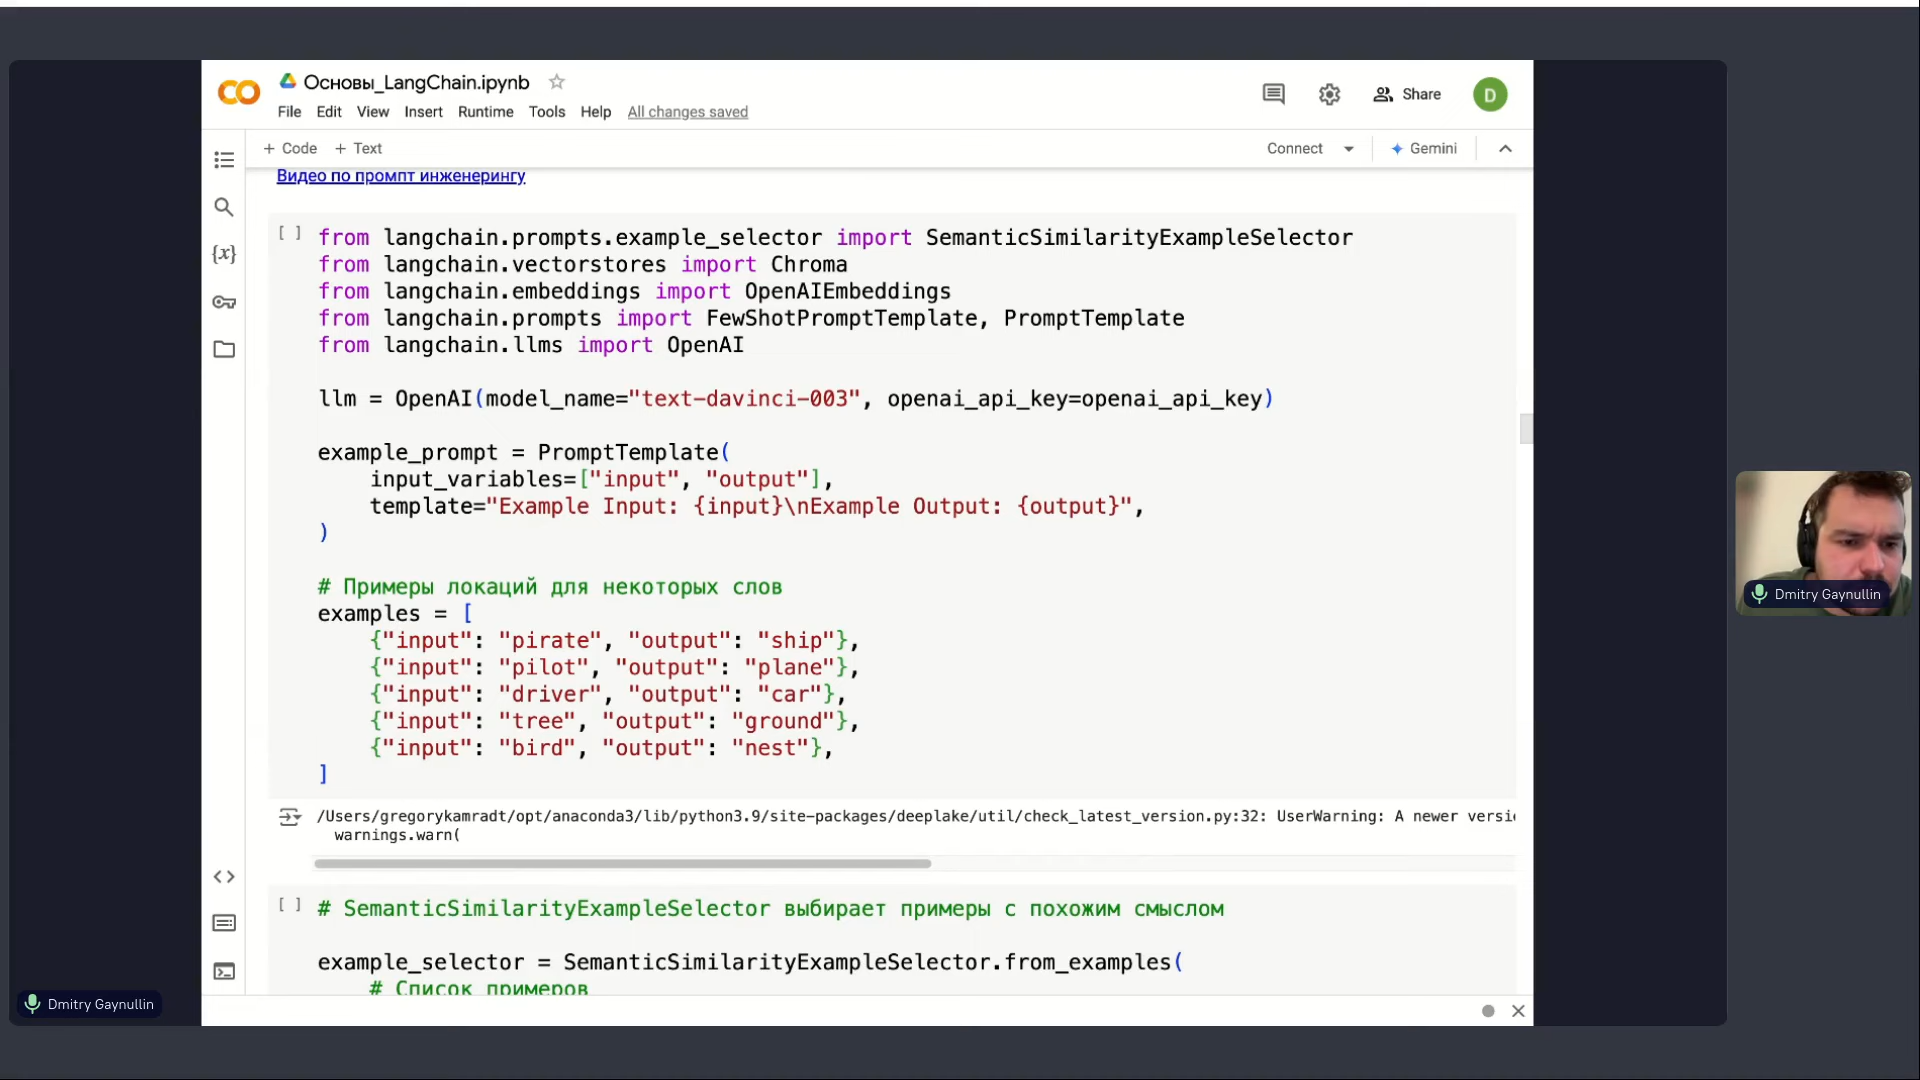 Основы_LangChain.ipynb
File Edit View Insert Runtime Tools Help All changes saved
Share
D
+ Code + Text
Connect
Gemini
Видео по промпт инженерингу
[ ]
from langchain.prompts.example_selector import SemanticSimilarityExampleSelector
from langchain.vectorstores import Chroma
from langchain.embeddings import OpenAIEmbeddings
from langchain.prompts import FewShotPromptTemplate, PromptTemplate
from langchain.llms import OpenAI
llm = OpenAI(model_name="text-davinci-003", openai_api_key=openai_api_key)
example_prompt = PromptTemplate(
input_variables=["input", "output"],
template="Example Input: {input}\nExample Output: {output}",
)
# Примеры локаций для некоторых слов
examples = [
{"input": "pirate", "output": "ship"},
{"input": "pilot", "output": "plane"},
{"input": "driver", "output": "car"},
{"input": "tree", "output": "ground"},
{"input": "bird", "output": "nest"},
]
/Users/gregorykamradt/opt/anaconda3/lib/python3.9/site-packages/deeplake/util/check_latest_version.py:32: UserWarning: A newer versi
warnings.warn(
[ ]
# SemanticSimilarityExampleSelector выбирает примеры с похожим смыслом
example_selector = SemanticSimilarityExampleSelector.from_examples(
# Список примеров
Dmitry Gaynullin
Dmitry Gaynullin